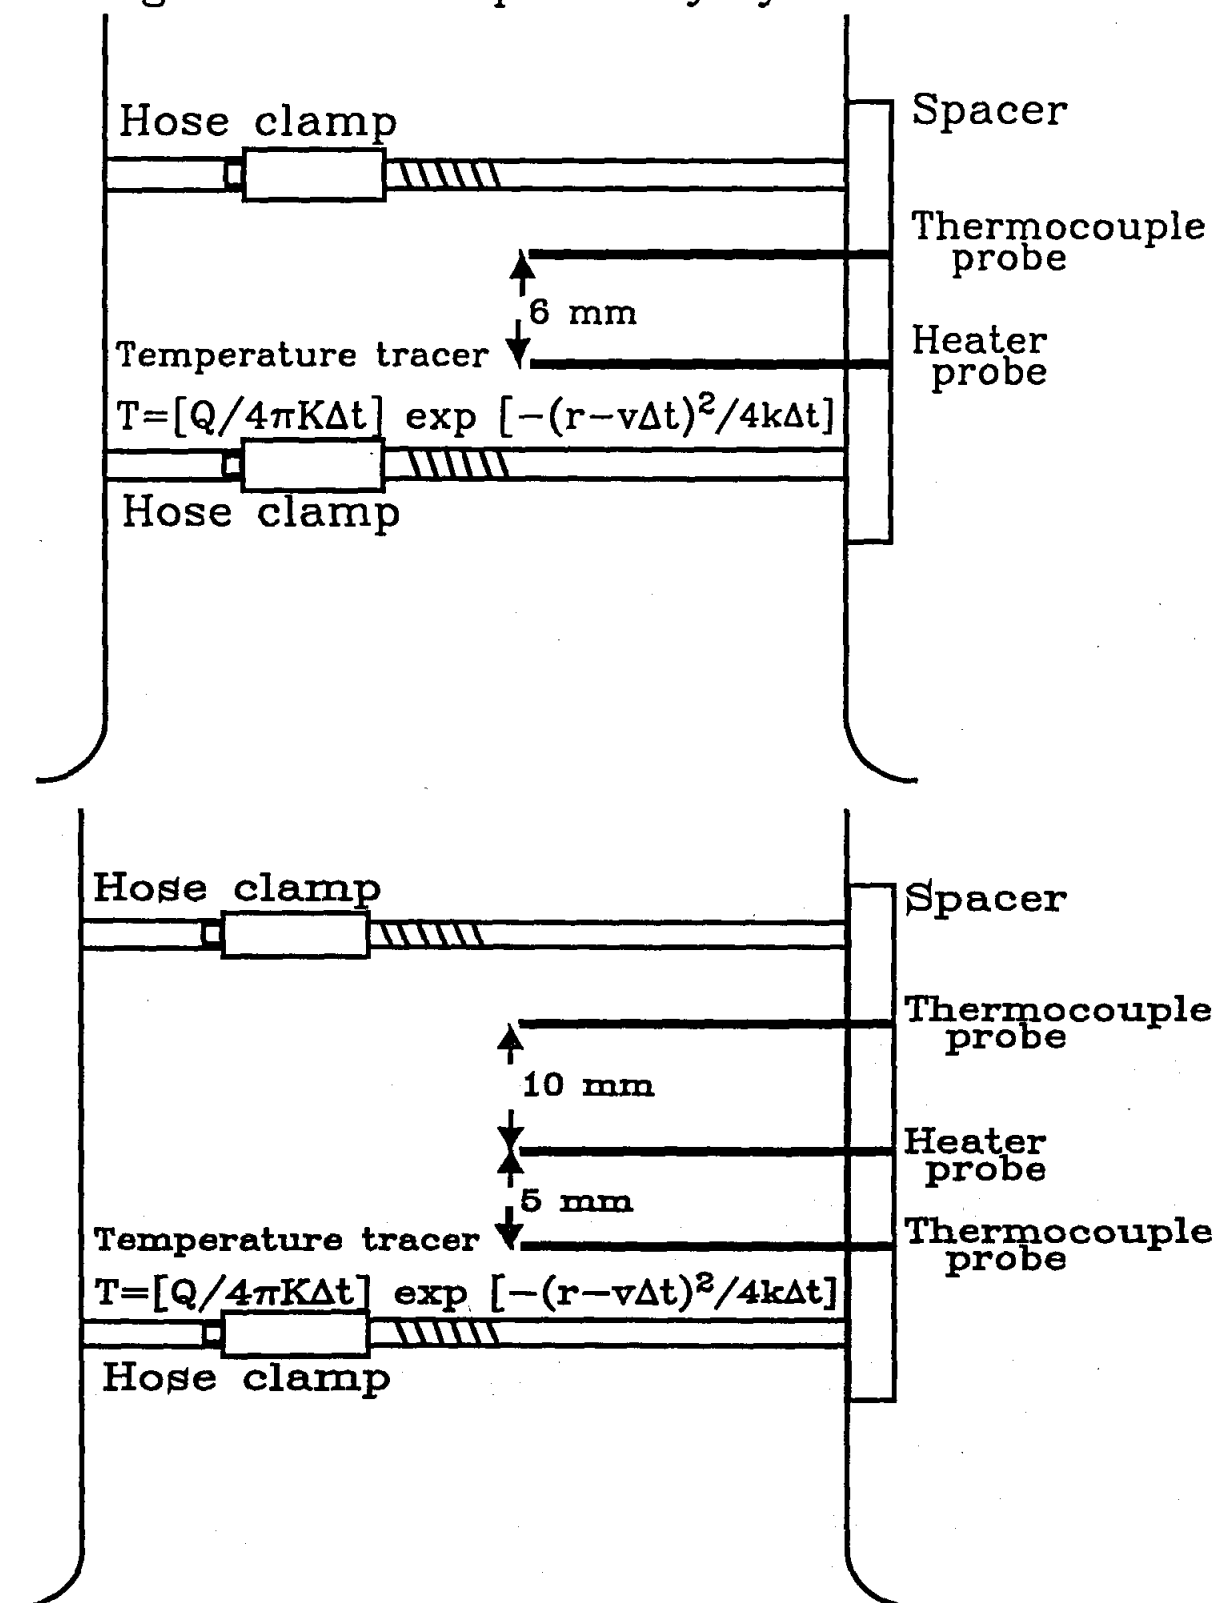 Hose clamp
Spacer
Thermocouple
probe
6 mm
Heater
probe
Temperature tracer
T=[Q/4πKΔt] exp [-(r-vΔt)²/4kΔt]
Hose clamp
Hose clamp
Spacer
Thermocouple
probe
10 mm
Heater
probe
5 mm
Thermocouple
probe
Temperature tracer
T=[Q/4πKΔt] exp [-(r-vΔt)²/4kΔt]
Hose clamp